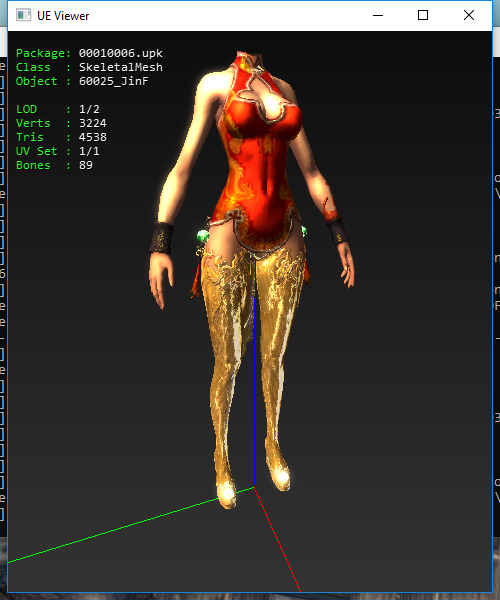 UE Viewer
Package: 00010006.upk
Class  : SkeletalMesh
Object : 60025_JinF
LOD    : 1/2
Verts  : 3224
Tris   : 4538
UV Set : 1/1
Bones  : 89